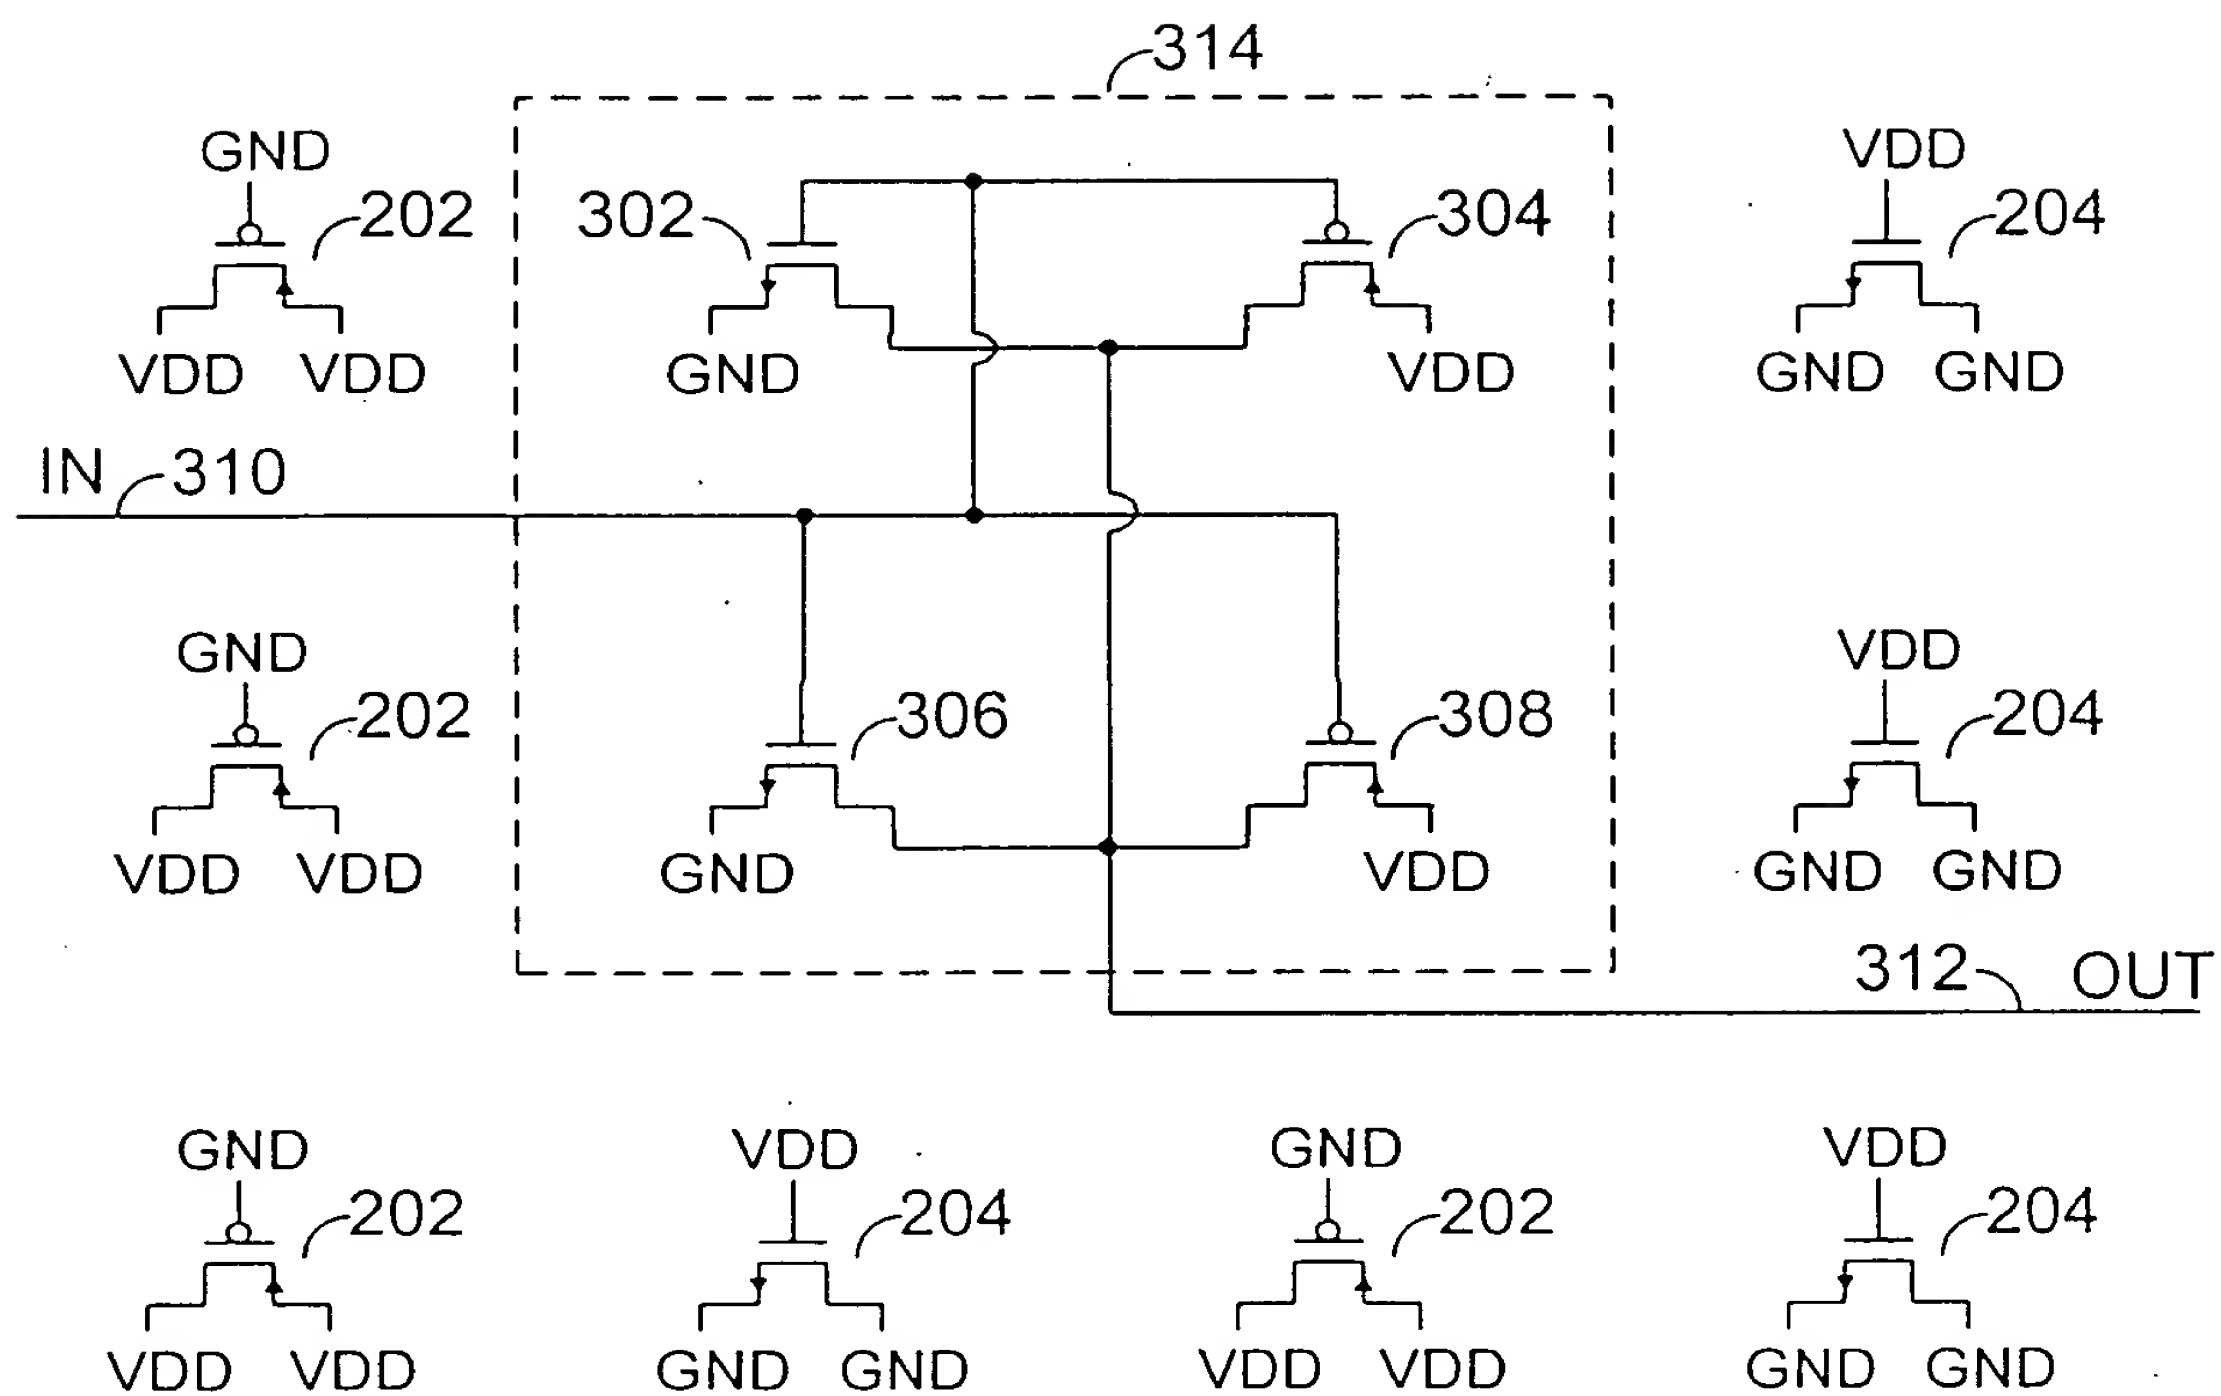 314
GND VDD
202 302 304 204
VDD VDD GND VDD GND GND
IN 310
GND VDD
202 306 308 204
VDD VDD GND VDD GND GND
312 OUT
GND VDD GND VDD
202 204 202 204
VDD VDD GND GND VDD VDD GND GND